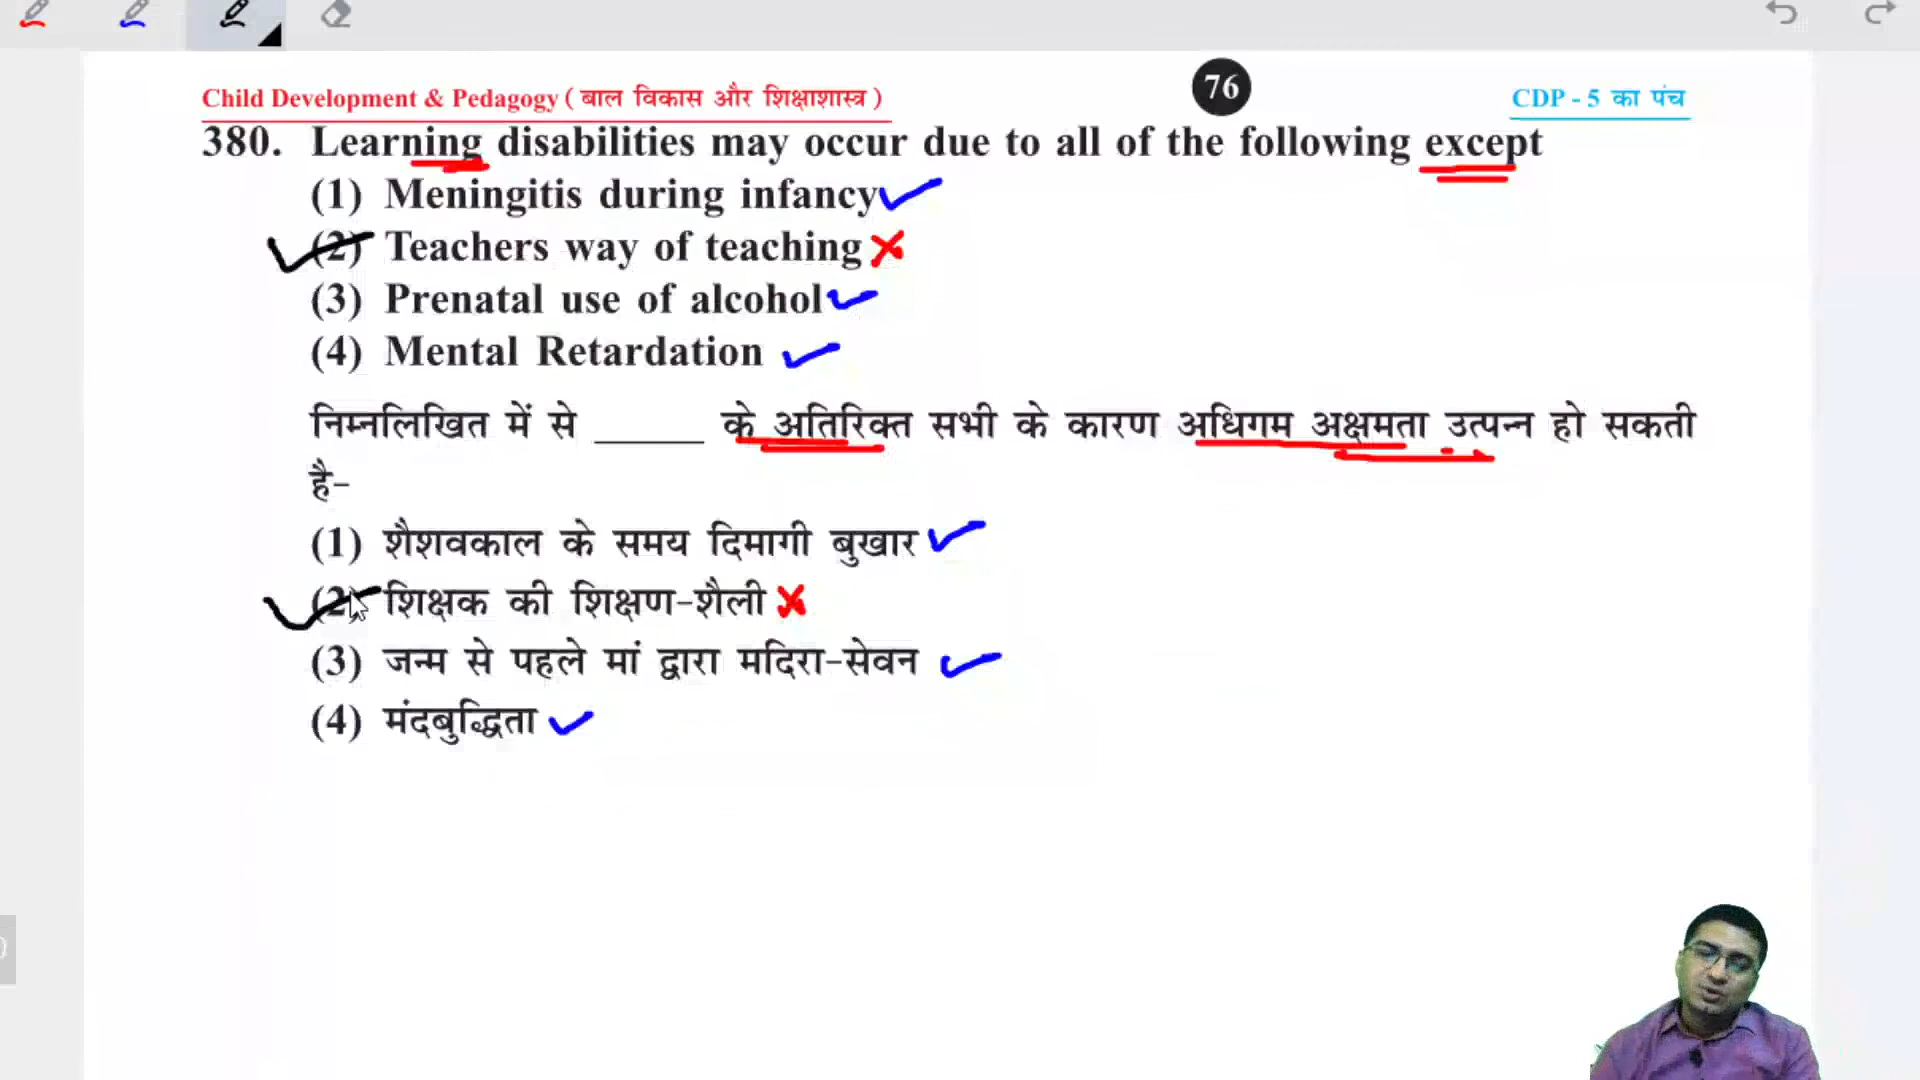 Child Development & Pedagogy ( बाल विकास और शिक्षाशास्त्र )
76
CDP - 5 का पंच
380. Learning disabilities may occur due to all of the following except
(1) Meningitis during infancy
(2) Teachers way of teaching
(3) Prenatal use of alcohol
(4) Mental Retardation
निम्नलिखित में से _____ के अतिरिक्त सभी के कारण अधिगम अक्षमता उत्पन्न हो सकती
है-
(1) शैशवकाल के समय दिमागी बुखार
(2) शिक्षक की शिक्षण-शैली
(3) जन्म से पहले मां द्वारा मदिरा-सेवन
(4) मंदबुद्धिता